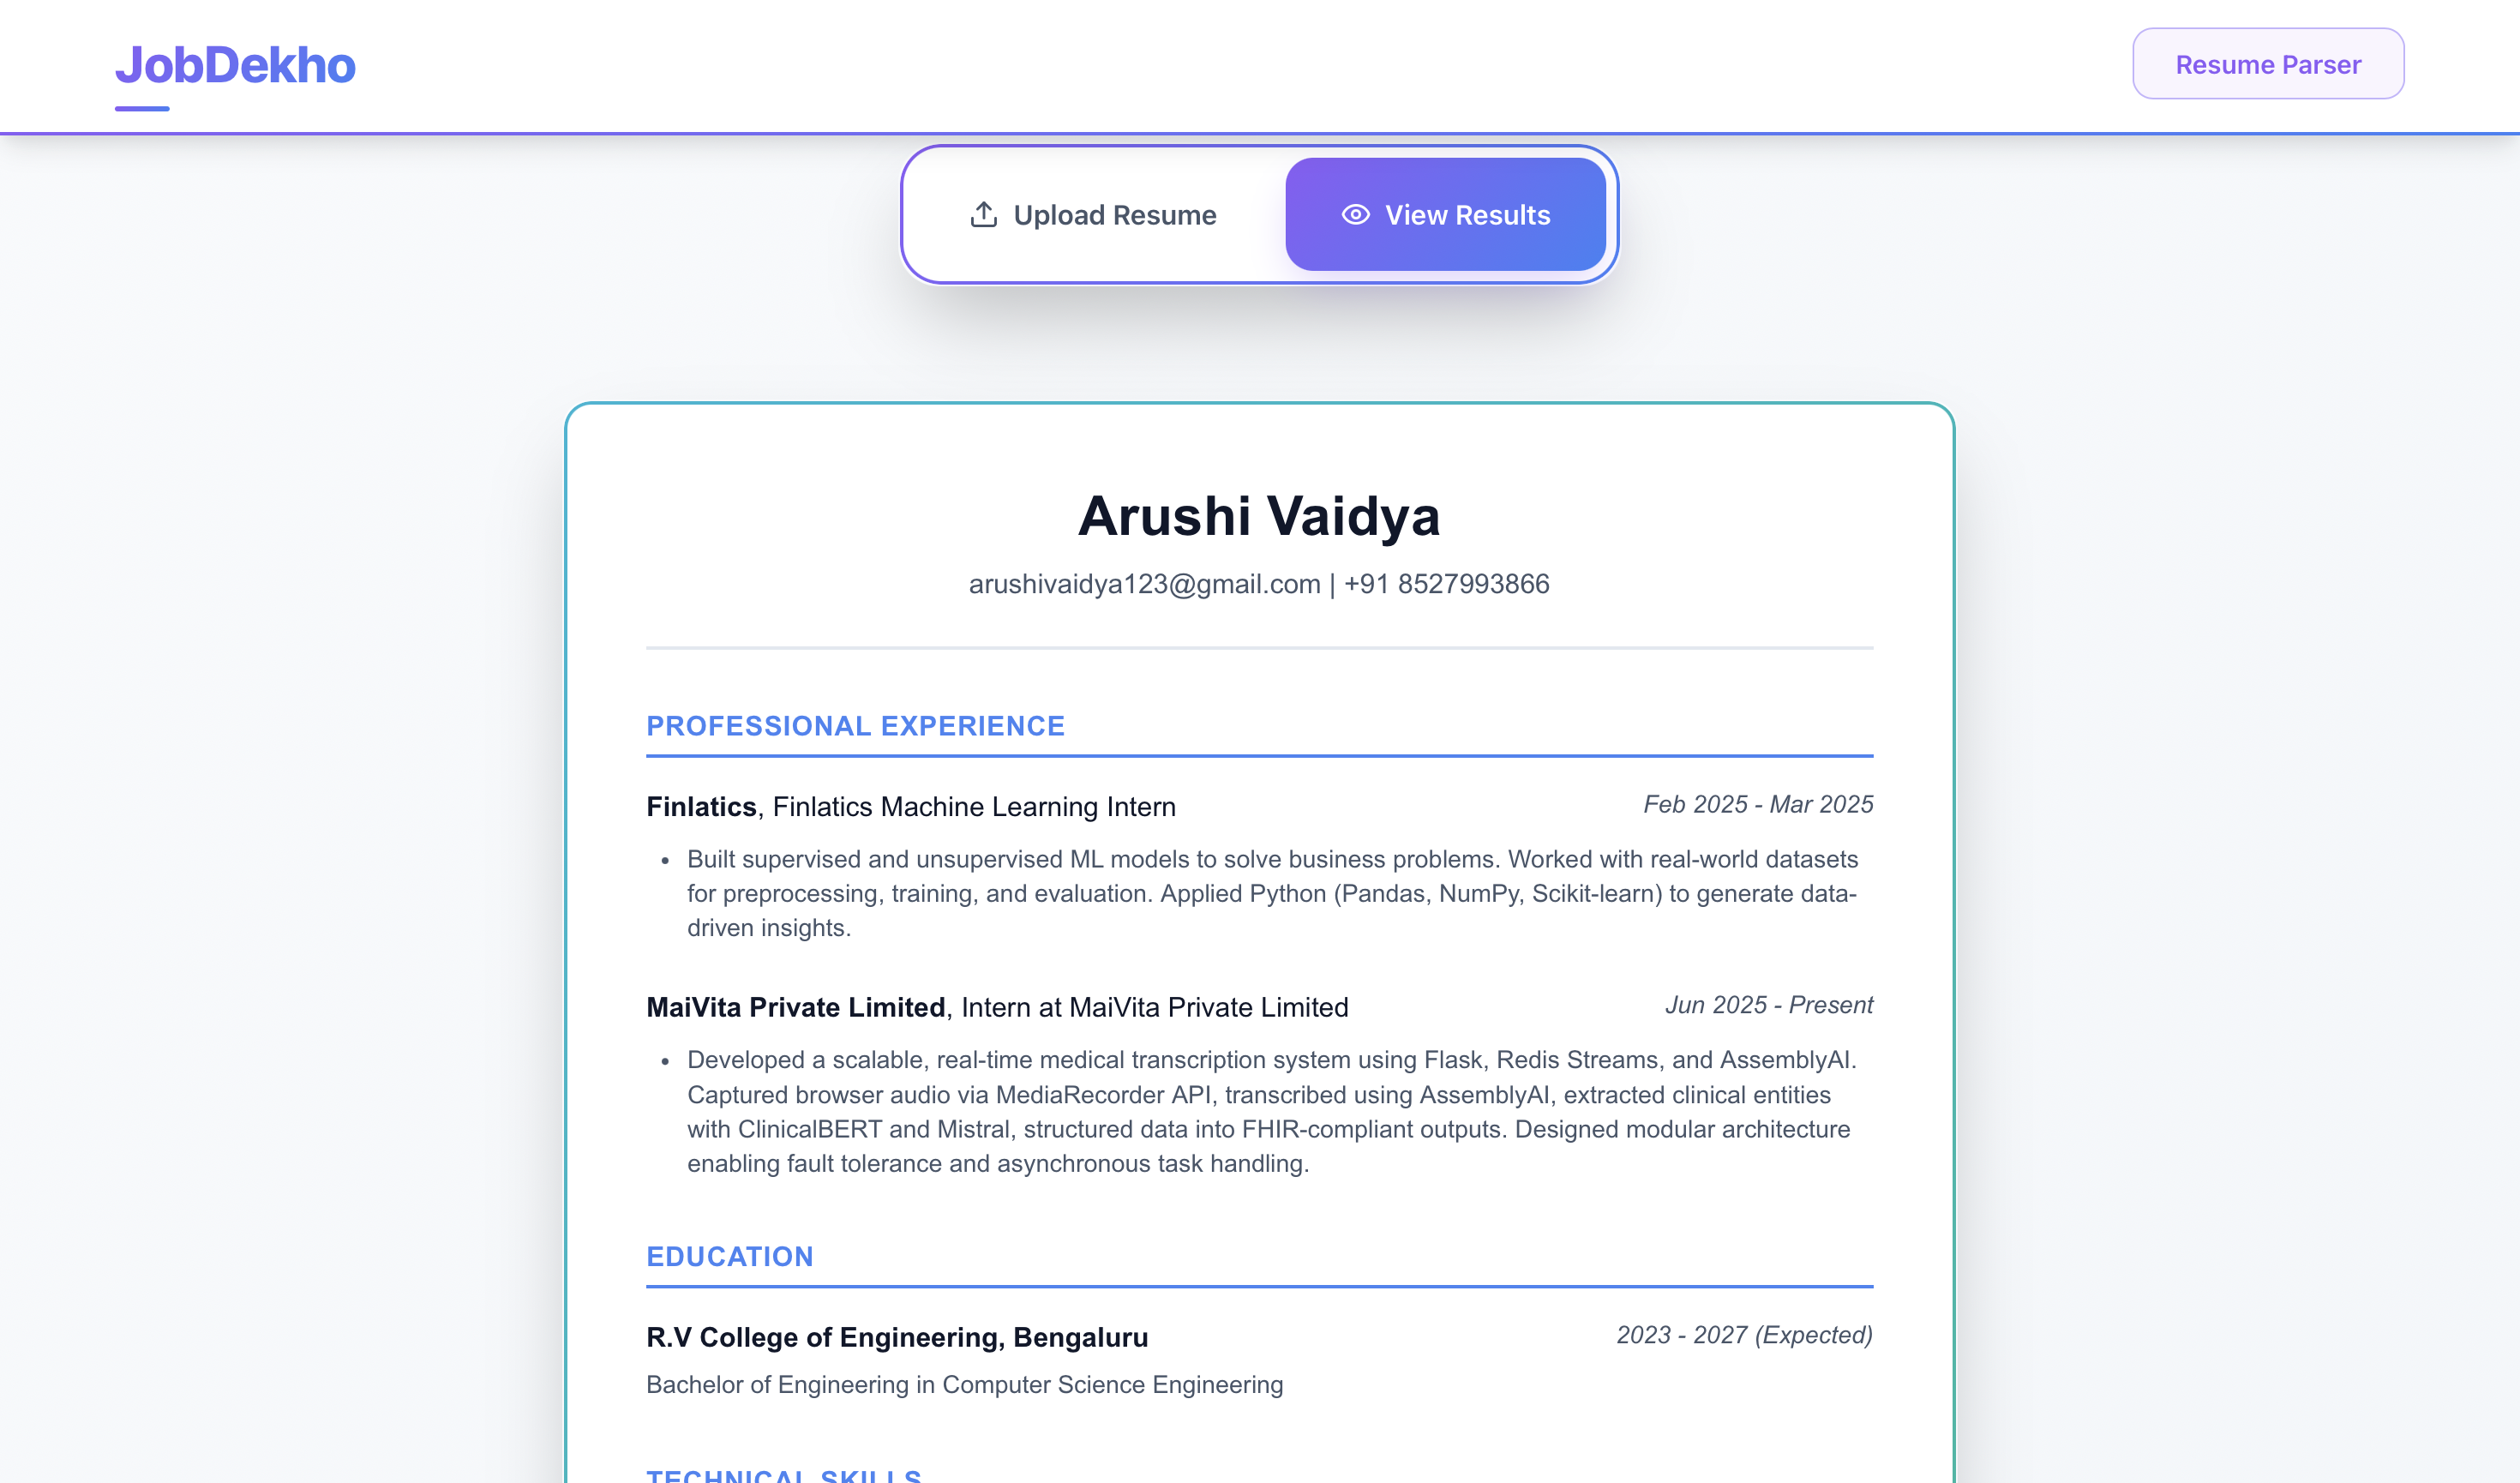 JobDekho
Resume Parser
Upload Resume
View Results
Arushi Vaidya
arushivaidya123@gmail.com | +91 8527993866
PROFESSIONAL EXPERIENCE
Finlatics, Finlatics Machine Learning Intern
Feb 2025 - Mar 2025
• Built supervised and unsupervised ML models to solve business problems. Worked with real-world datasets
for preprocessing, training, and evaluation. Applied Python (Pandas, NumPy, Scikit-learn) to generate data-
driven insights.
MaiVita Private Limited, Intern at MaiVita Private Limited
Jun 2025 - Present
• Developed a scalable, real-time medical transcription system using Flask, Redis Streams, and AssemblyAI.
Captured browser audio via MediaRecorder API, transcribed using AssemblyAI, extracted clinical entities
with ClinicalBERT and Mistral, structured data into FHIR-compliant outputs. Designed modular architecture
enabling fault tolerance and asynchronous task handling.
EDUCATION
R.V College of Engineering, Bengaluru
2023 - 2027 (Expected)
Bachelor of Engineering in Computer Science Engineering
TECHNICAL SKILLS